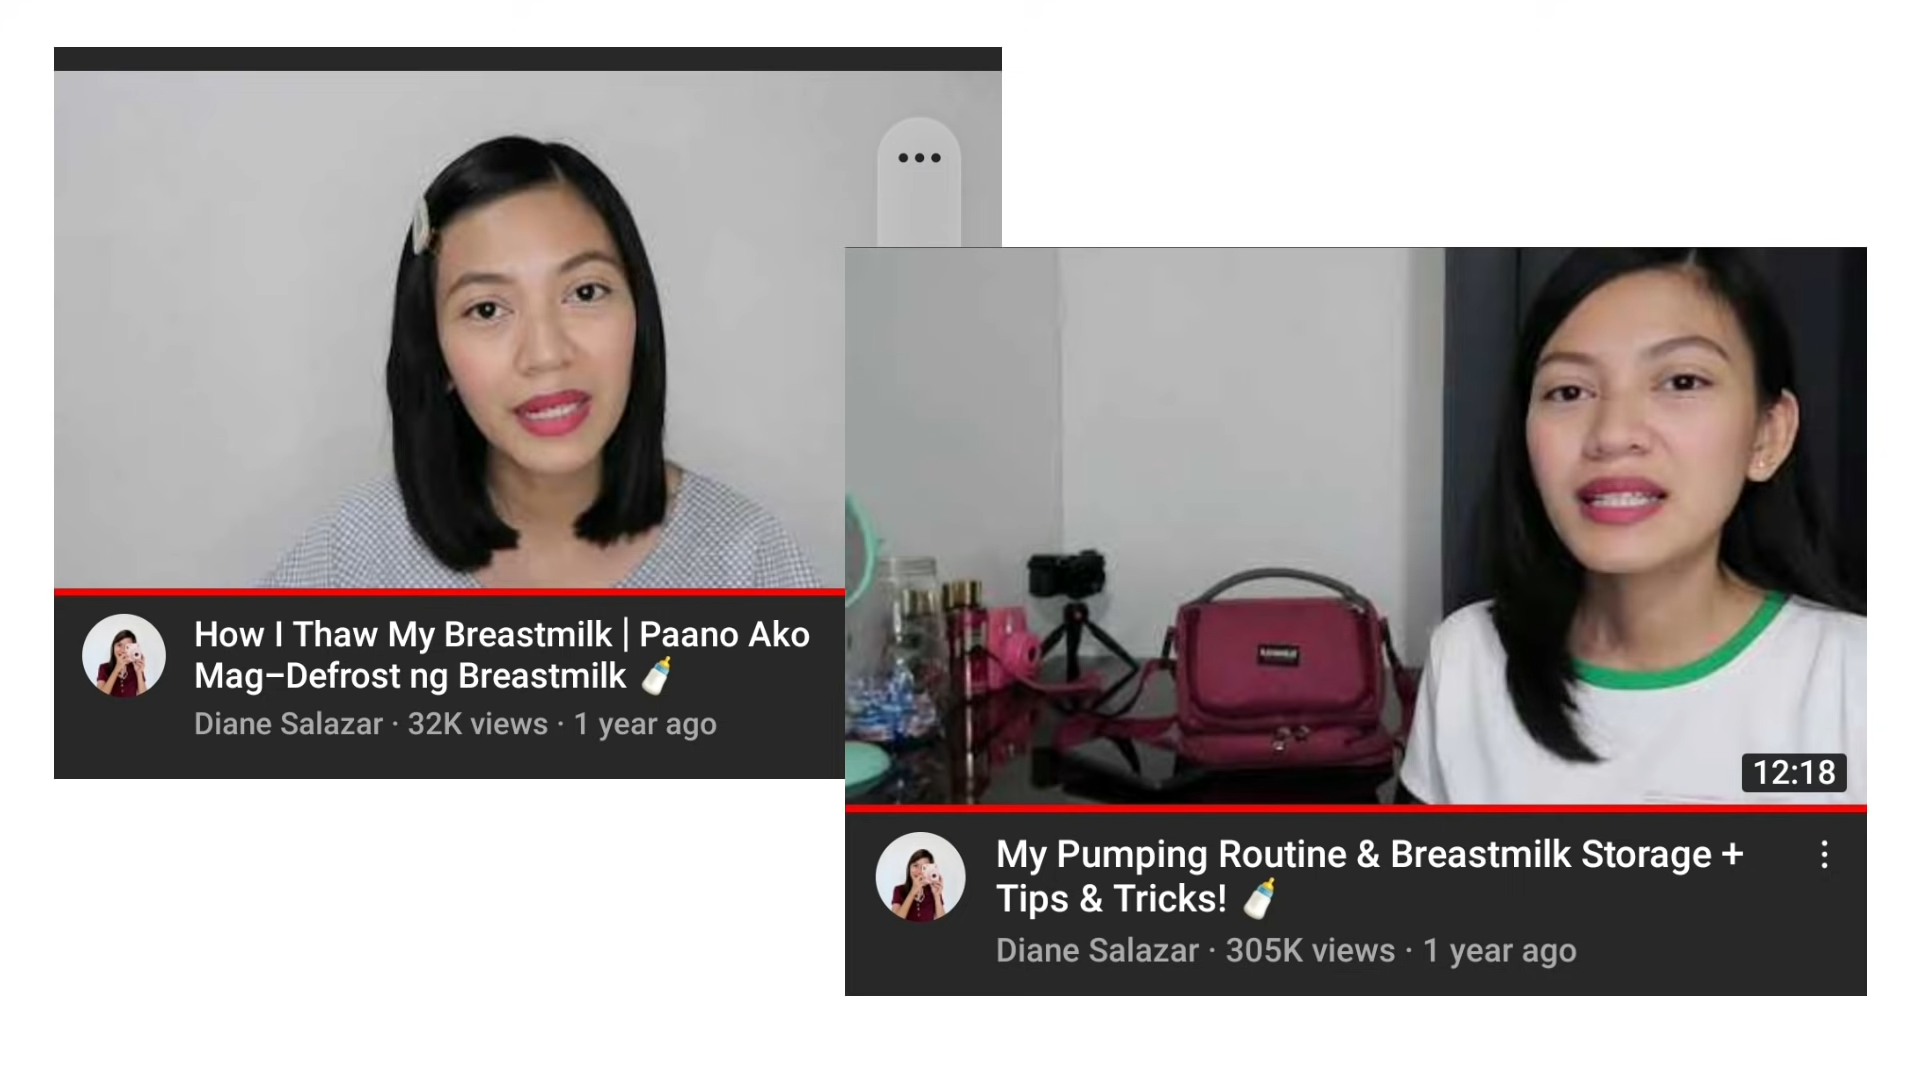 How I Thaw My Breastmilk | Paano Ako
Mag–Defrost ng Breastmilk 🍼
Diane Salazar · 32K views · 1 year ago
12:18
My Pumping Routine & Breastmilk Storage +
Tips & Tricks! 🍼
Diane Salazar · 305K views · 1 year ago